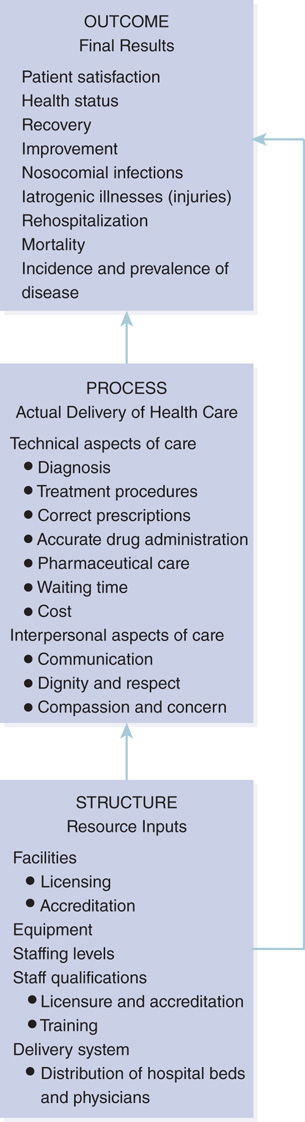 OUTCOME
Final Results
Patient satisfaction
Health status
Recovery
Improvement
Nosocomial infections
Iatrogenic illnesses (injuries)
Rehospitalization
Mortality
Incidence and prevalence of
disease
PROCESS
Actual Delivery of Health Care
Technical aspects of care
● Diagnosis
● Treatment procedures
● Correct prescriptions
● Accurate drug administration
● Pharmaceutical care
● Waiting time
● Cost
Interpersonal aspects of care
● Communication
● Dignity and respect
● Compassion and concern
STRUCTURE
Resource Inputs
Facilities
● Licensing
● Accreditation
Equipment
Staffing levels
Staff qualifications
● Licensure and accreditation
● Training
Delivery system
● Distribution of hospital beds
and physicians